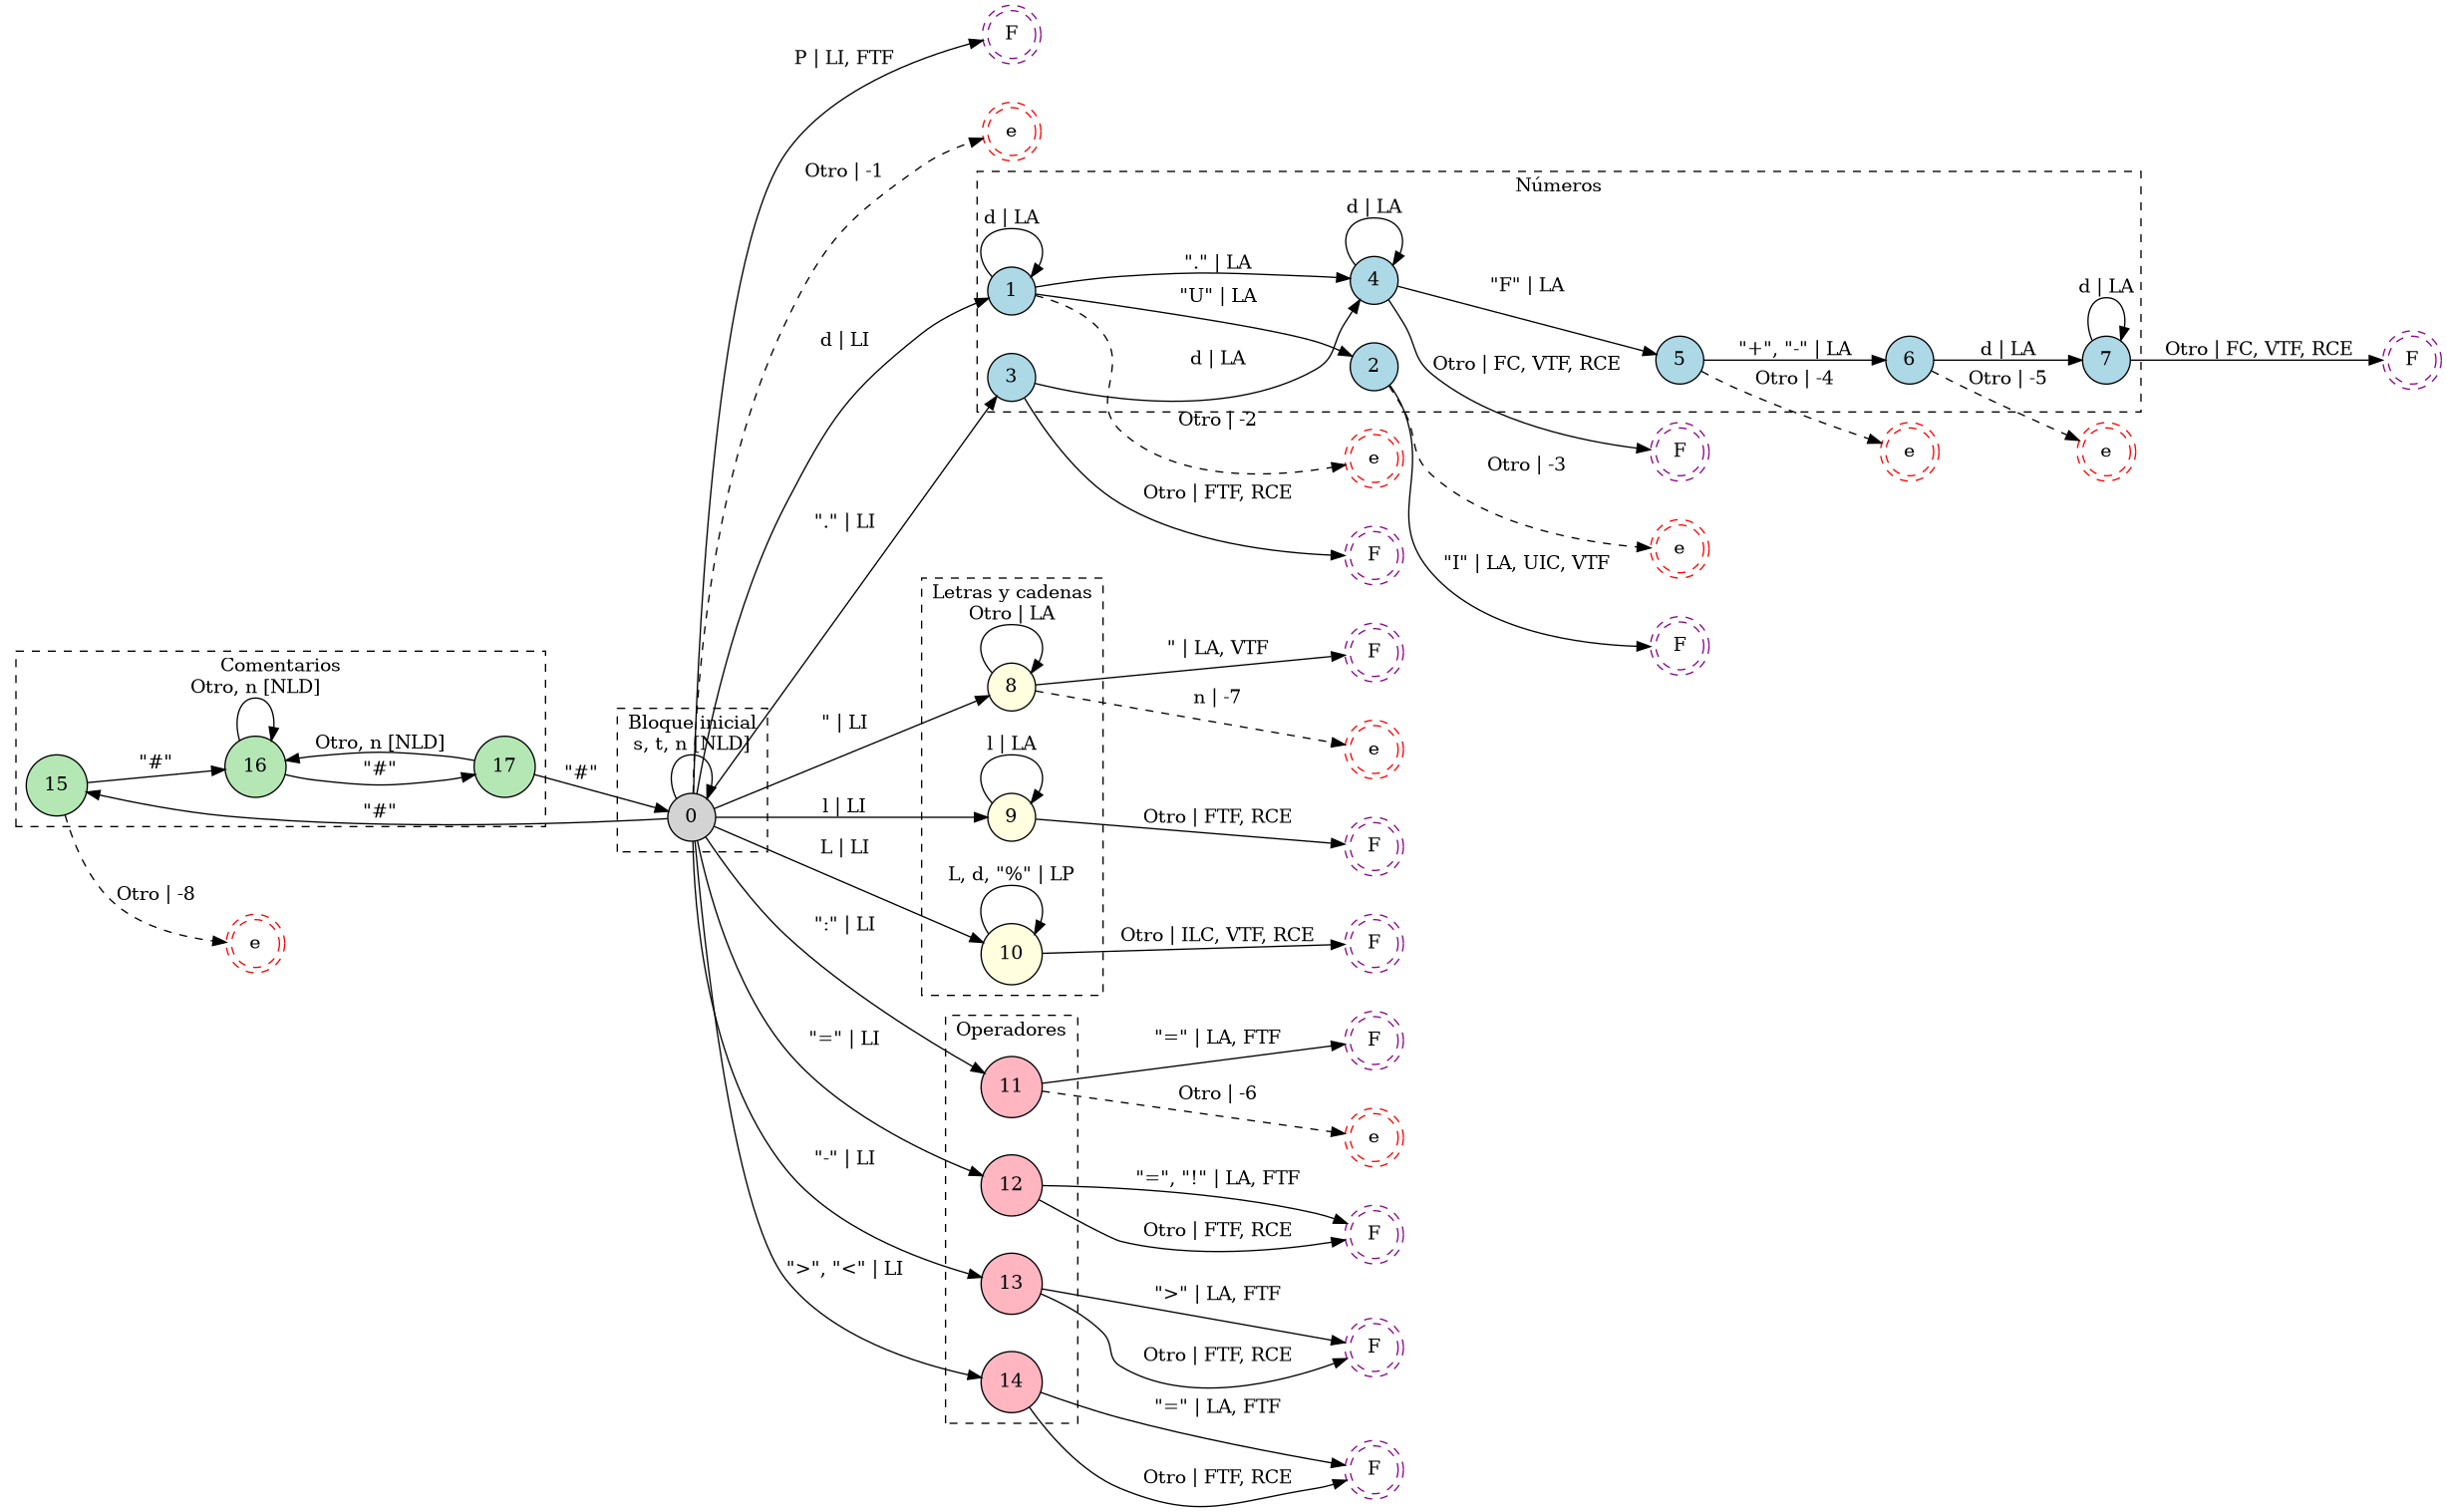 F
P | LI, FTF
e
Otro | -1
Números
d | LA
d | LA
1
"." | LA
4
"U" | LA
"F" | LA
d | LA
d | LI
3
d | LA
2
Otro | FC, VTF, RCE
5
"+", "-" | LA
6
d | LA
7
Otro | FC, VTF, RCE
F
Otro | -4
Otro | -5
Otro | -2
e
Otro | -3
F
e
e
Otro | FTF, RCE
"." | LI
F
e
"I" | LA, UIC, VTF
F
Letras y cadenas
Otro | LA
8
" | LA, VTF
F
n | -7
e
" | LI
l | LA
l | LI
9
Otro | FTF, RCE
F
L | LI
L, d, "%" | LP
10
Otro | ILC, VTF, RCE
F
Comentarios
Otro, n [NLD]
15
"#"
16
Otro, n [NLD]
"#"
17
"#"
"#"
Otro | -8
e
Bloque inicial
s, t, n [NLD]
0
":" | LI
Operadores
"=" | LI
11
"=" | LA, FTF
F
Otro | -6
e
"-" | LI
12
"=", "!" | LA, FTF
Otro | FTF, RCE
F
">", "<" | LI
13
">" | LA, FTF
Otro | FTF, RCE
F
14
"=" | LA, FTF
Otro | FTF, RCE
F